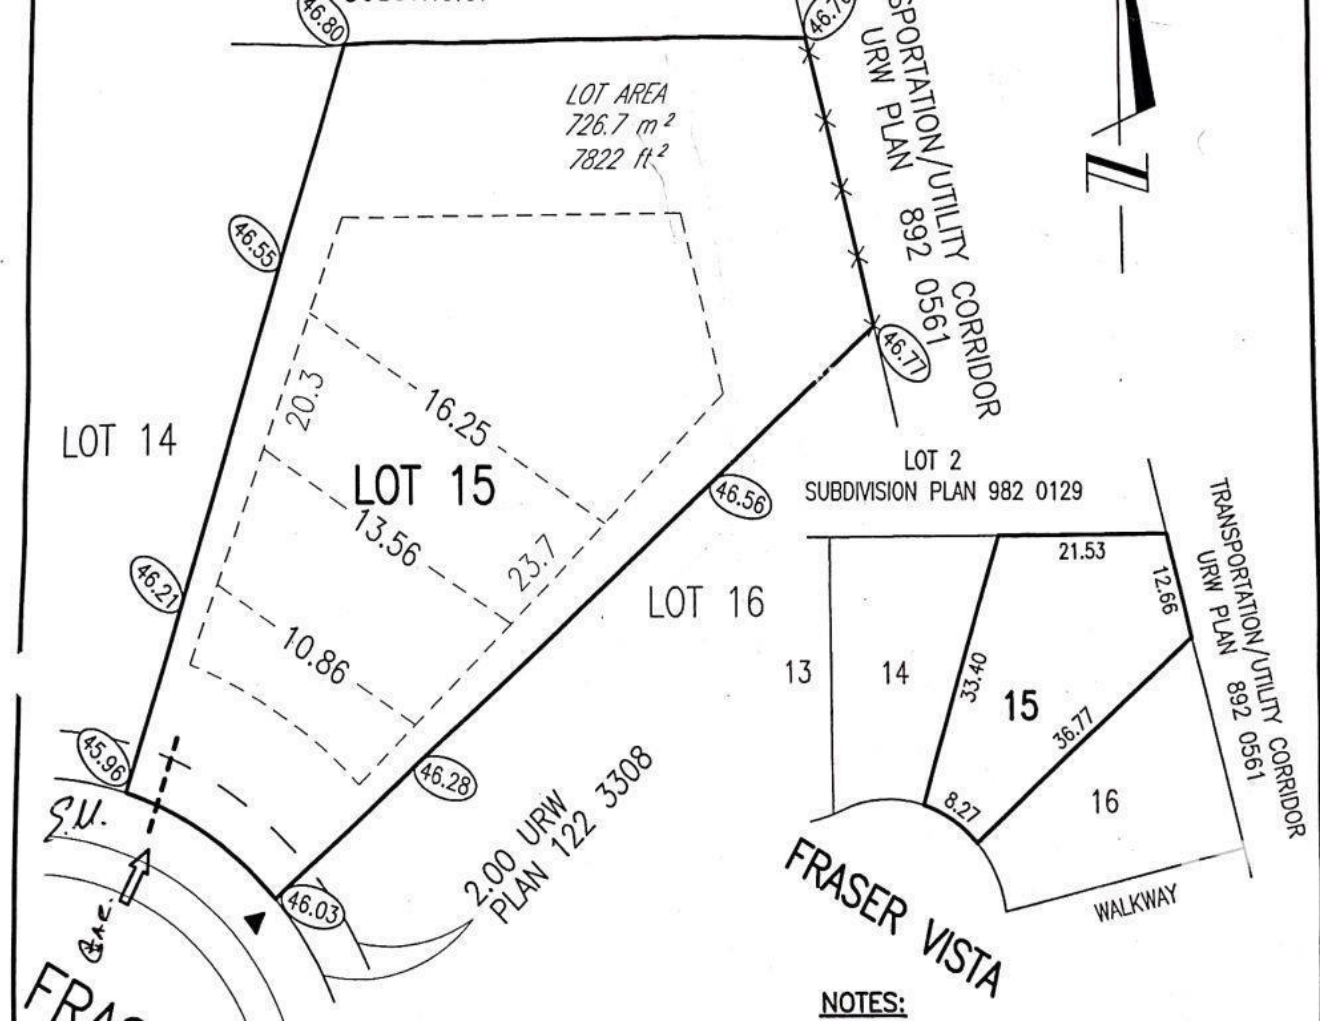 46.80
LOT AREA
726.7 m²
7822 ft²
URW PLAN 892 0561
/UTILITY CORRIDOR
46.55
46.77
20.3
16.25
LOT 14
LOT 15
46.56
13.56
23.7
LOT 16
46.21
10.86
45.96
46.28
2.00 URW
PLAN 122 3308
46.03
LOT 2
SUBDIVISION PLAN 982 0129
21.53
12.66
TRANSPORTATION/UTILITY CORRIDOR
URW PLAN 892 0561
13
14
33.40
15
36.77
8.27
16
WALKWAY
FRASER VISTA
NOTES: